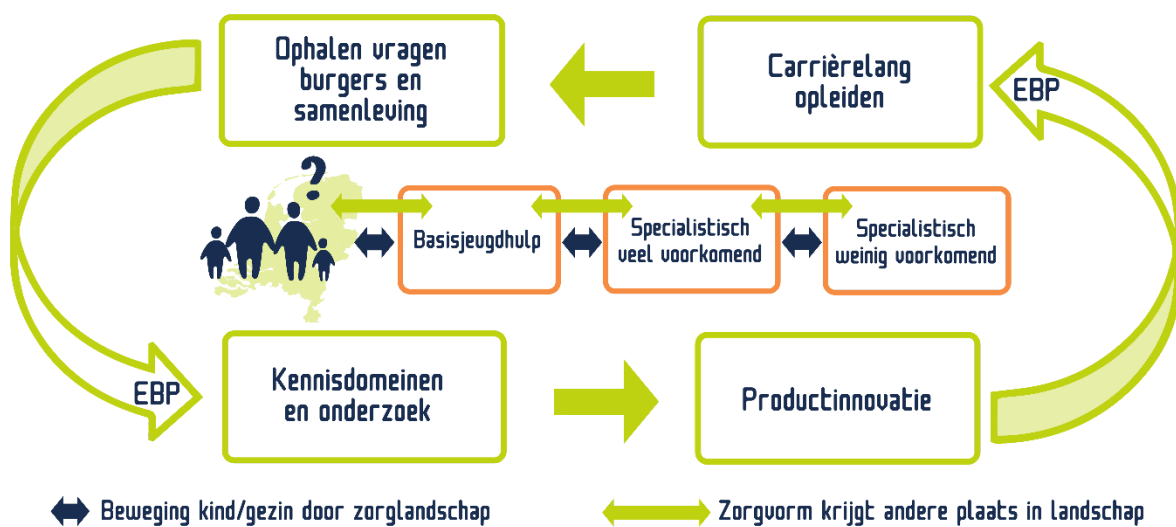 Ophalen vragen
burgers en
samenleving
Carrièrelang
opleiden
EBP
?
Basisjeugdhulp
Specialistisch
veel voorkomend
Specialistisch
weinig voorkomend
EBP
Kennisdomeinen
en onderzoek
Productinnovatie
Beweging kind/gezin door zorglandschap
Zorgvorm krijgt andere plaats in landschap